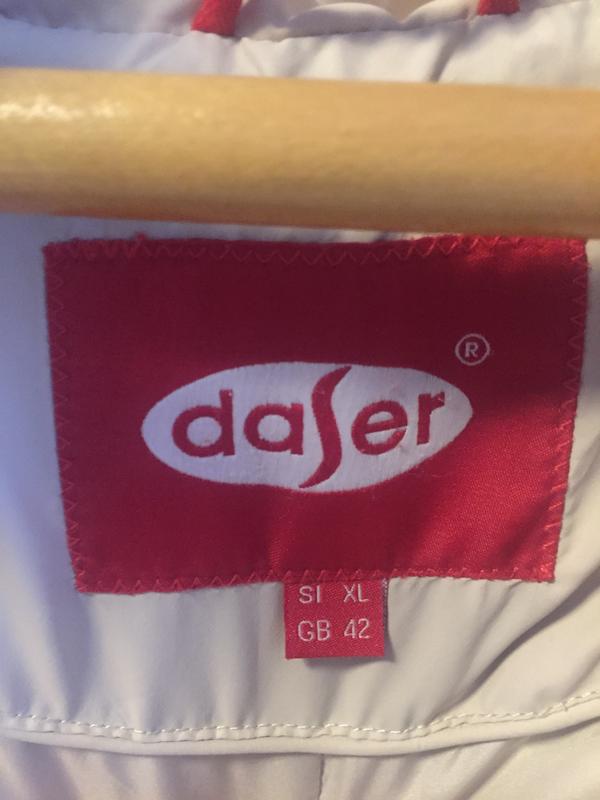 daser
®
SI XL
GB 42